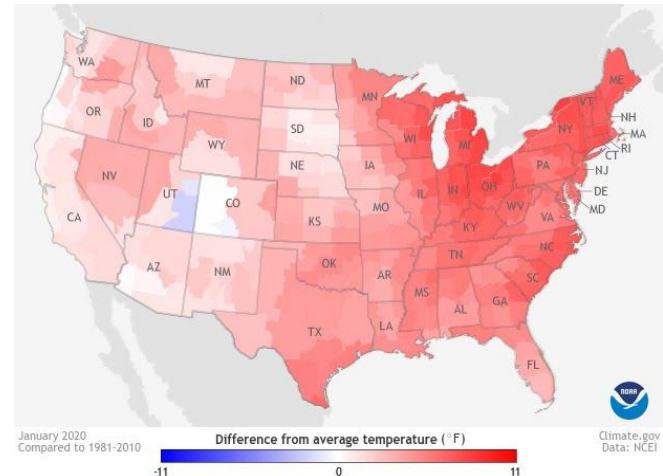 WA
MT
ND
MN
ME
OR
ID
SD
WI
MI
VT
NY
NH
MA
WY
RI
CT
NE
IA
PA
NJ
NV
UT
CO
IL
IN
OH
DE
MD
CA
KS
MO
WV
VA
KY
NC
AZ
NM
OK
AR
TN
SC
TX
LA
MS
AL
GA
FL
NOAA
January 2020
Compared to 1981-2010
Difference from average temperature (°F)
-11 0 11
Climate.gov
Data: NCEI